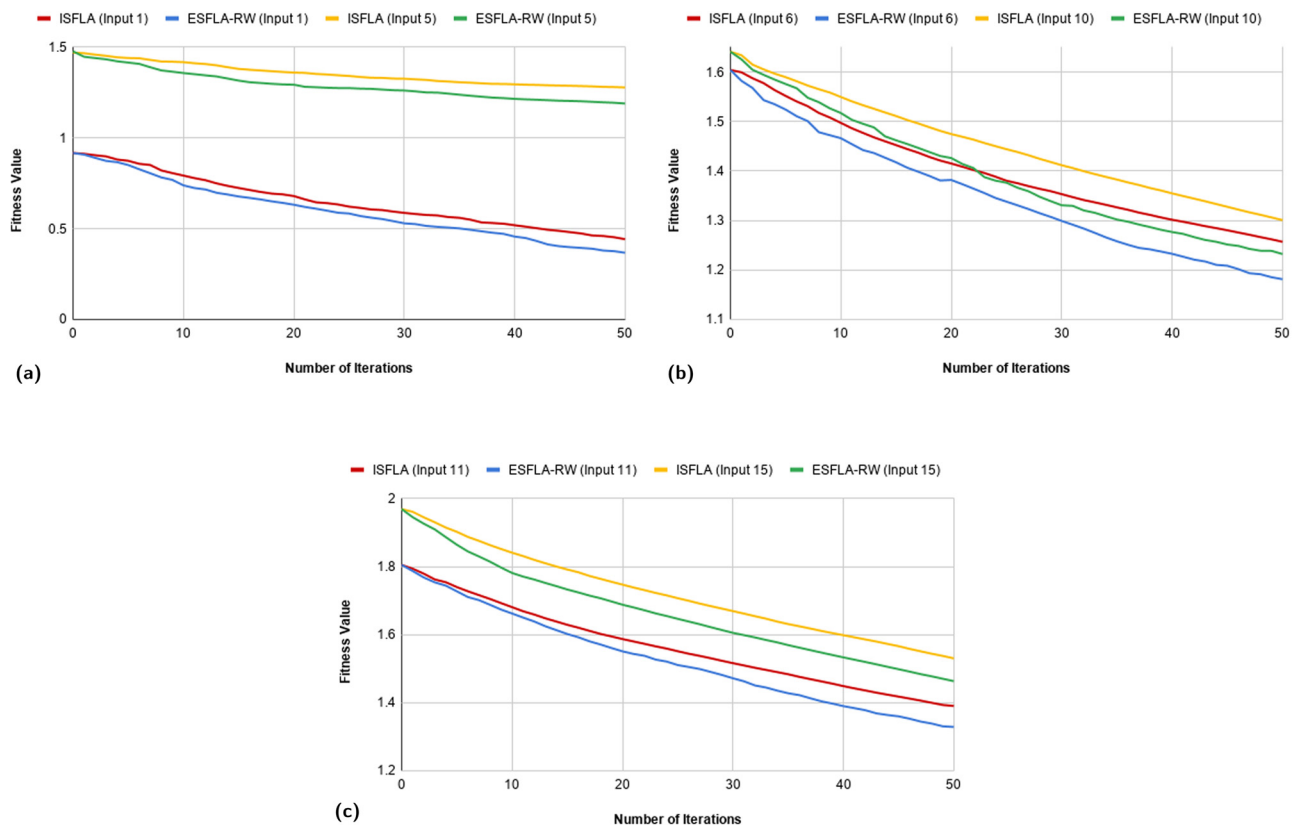 ISFLA (Input 1) ESFLA-RW (Input 1) ISFLA (Input 5) ESFLA-RW (Input 5)
1.5
1
0.5
0
Fitness Value
0 10 20 30 40 50
Number of Iterations
(a)
ISFLA (Input 6) ESFLA-RW (Input 6) ISFLA (Input 10) ESFLA-RW (Input 10)
1.6
1.5
1.4
1.3
1.2
1.1
Fitness Value
0 10 20 30 40 50
Number of Iterations
(b)
ISFLA (Input 11) ESFLA-RW (Input 11) ISFLA (Input 15) ESFLA-RW (Input 15)
2
1.8
1.6
1.4
1.2
Fitness Value
0 10 20 30 40 50
Number of Iterations
(c)